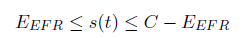 E_{EFR} ≤ s(t) ≤ C − E_{EFR}